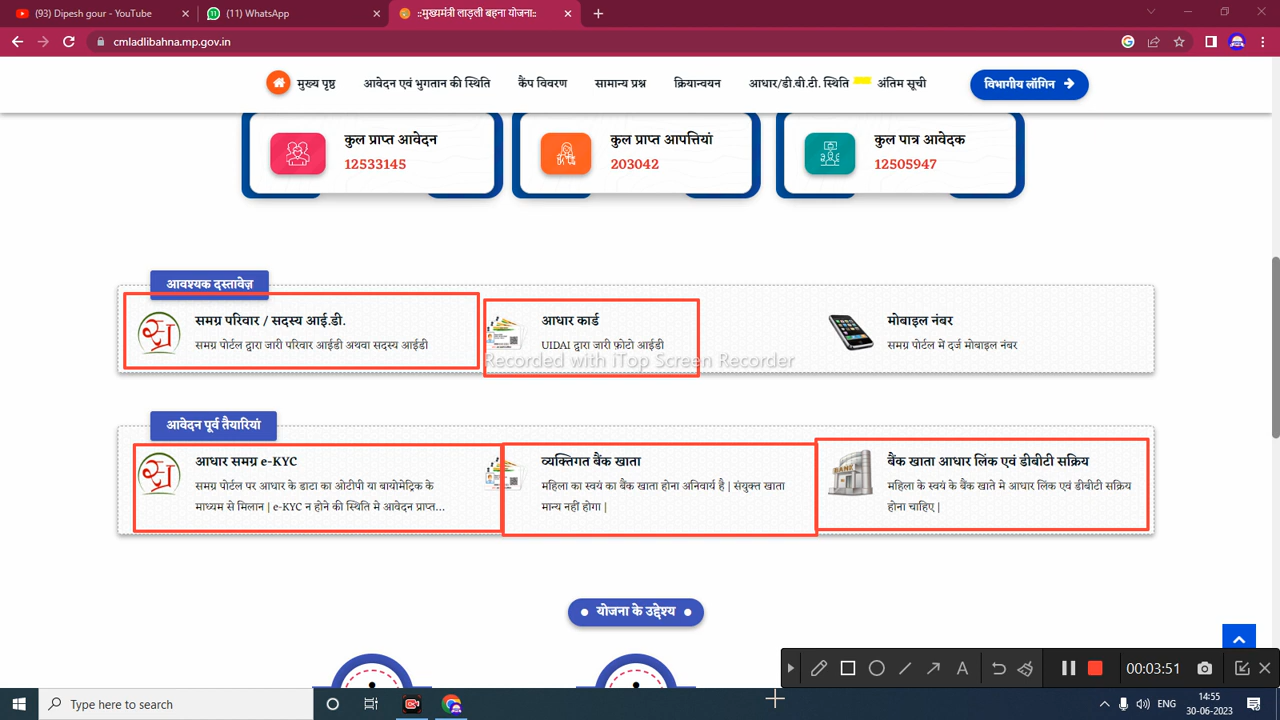 (93) Dipesh gour - YouTube
(11) WhatsApp
::मुख्यमंत्री लाड़ली बहना योजना::
cmladlibahna.mp.gov.in
मुख्य पृष्ठ
आवेदन एवं भुगतान की स्थिति
कैंप विवरण
सामान्य प्रश्न
क्रियान्वयन
आधार/डी.बी.टी. स्थिति
अंतिम सूची
विभागीय लॉगिन
कुल प्राप्त आवेदन
12533145
कुल प्राप्त आपत्तियां
203042
कुल पात्र आवेदक
12505947
आवश्यक दस्तावेज़
समग्र परिवार / सदस्य आई.डी.
समग्र पोर्टल द्वारा जारी परिवार आईडी अथवा सदस्य आईडी
आधार कार्ड
UIDAI द्वारा जारी फ़ोटो आईडी
मोबाइल नंबर
समग्र पोर्टल में दर्ज मोबाइल नंबर
Recorded with iTop Screen Recorder
आवेदन पूर्व तैयारियां
आधार समग्र e-KYC
समग्र पोर्टल पर आधार के डाटा का ओटीपी या बायोमेट्रिक के
माध्यम से मिलान | e-KYC न होने की स्थिति मे आवेदन प्राप्त...
व्यक्तिगत बैंक खाता
महिला का स्वयं का बैंक खाता होना अनिवार्य है | संयुक्त खाता
मान्य नहीं होगा |
बैंक खाता आधार लिंक एवं डीबीटी सक्रिय
महिला के स्वयं के बैंक खाते मे आधार लिंक एवं डीबीटी सक्रिय
होना चाहिए |
BANK
योजना के उद्देश्य
A
00:03:51
Type here to search
ENG
14:55
30-06-2023